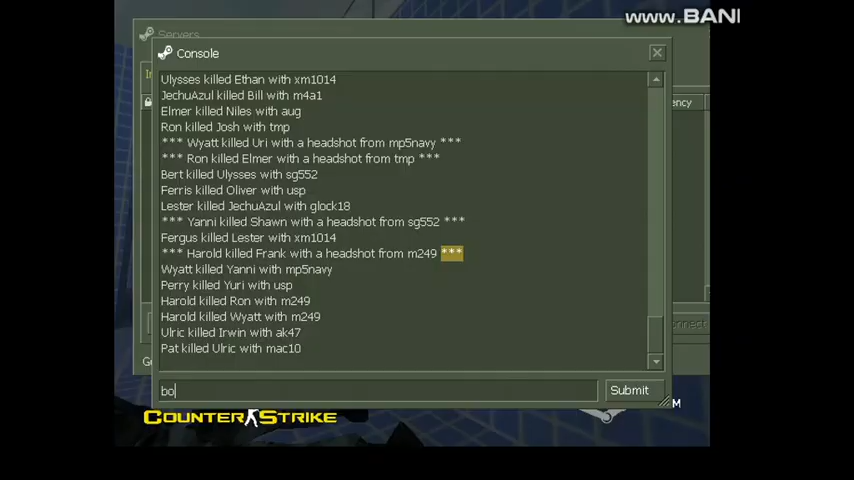 www.BANI
Servers
Console
In
ency
Ulysses killed Ethan with xm1014
JechuAzul killed Bill with m4a1
Elmer killed Niles with aug
Ron killed Josh with tmp
*** Wyatt killed Uri with a headshot from mp5navy ***
*** Ron killed Elmer with a headshot from tmp ***
Bert killed Ulysses with sg552
Ferris killed Oliver with usp
Lester killed JechuAzul with glock18
*** Yanni killed Shawn with a headshot from sg552 ***
Fergus killed Lester with xm1014
*** Harold killed Frank with a headshot from m249 ***
Wyatt killed Yanni with mp5navy
Perry killed Yuri with usp
Harold killed Ron with m249
Harold killed Wyatt with m249
Ulric killed Irwin with ak47
Pat killed Ulric with mac10
onnect
bo
Submit
COUNTER STRIKE
M